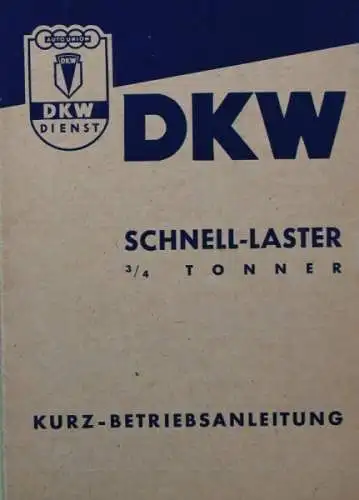 AUTO UNION
DKW
DKW
DIENST
DKW
SCHNELL-LASTER
3/4 TONNER
KURZ-BETRIEBSANLEITUNG